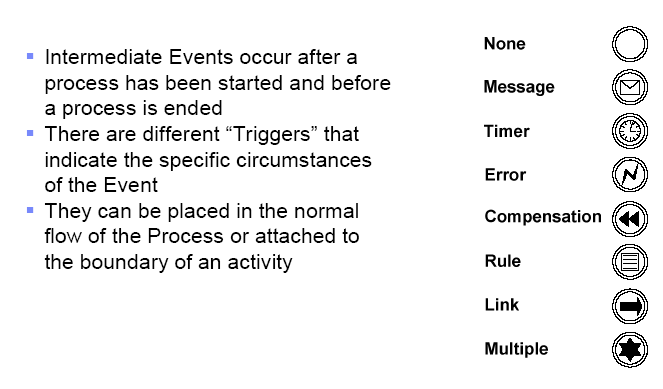 Intermediate Events occur after a
process has been started and before
a process is ended
There are different “Triggers” that
indicate the specific circumstances
of the Event
They can be placed in the normal
flow of the Process or attached to
the boundary of an activity
None
Message
Timer
Error
Compensation
Rule
Link
Multiple